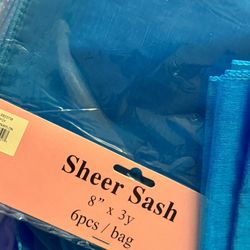 Sheer Sash
8" x 3y
6pcs / bag